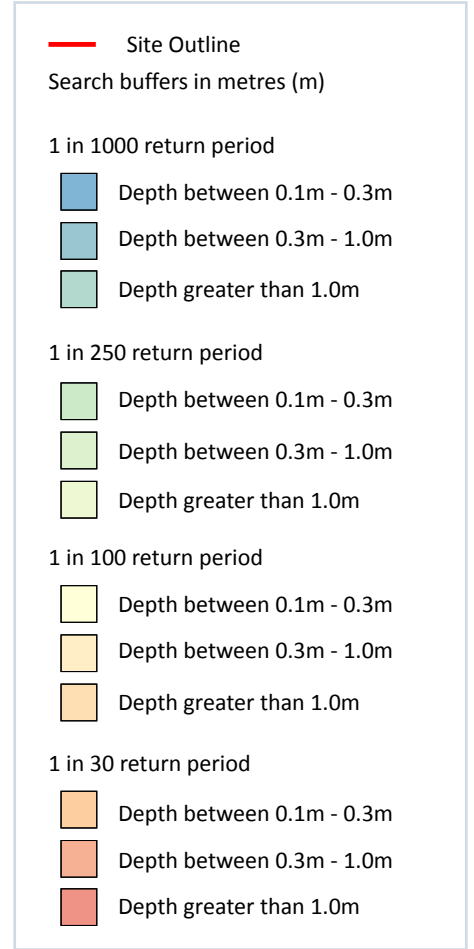 Site Outline
Search buffers in metres (m)
1 in 1000 return period
Depth between 0.1m - 0.3m
Depth between 0.3m - 1.0m
Depth greater than 1.0m
1 in 250 return period
Depth between 0.1m - 0.3m
Depth between 0.3m - 1.0m
Depth greater than 1.0m
1 in 100 return period
Depth between 0.1m - 0.3m
Depth between 0.3m - 1.0m
Depth greater than 1.0m
1 in 30 return period
Depth between 0.1m - 0.3m
Depth between 0.3m - 1.0m
Depth greater than 1.0m